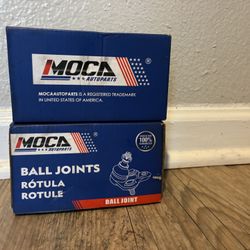 MOCA
AUTOPARTS
MOCAAUTOPARTS IS A REGISTERED TRADEMARK
IN UNITED STATES OF AMERICA.
MOCA
AUTOPARTS
100%
BALL JOINTS
RÓTULA
ROTULE
BALL JOINT